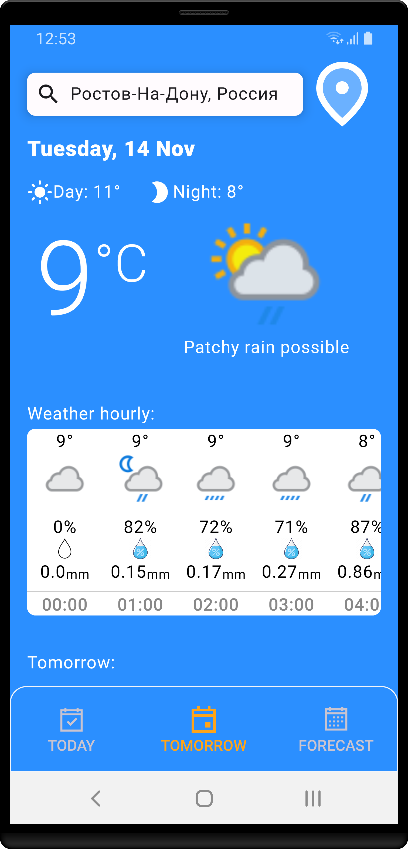 12:53
Ростов-На-Дону, Россия
Tuesday, 14 Nov
Day: 11° Night: 8°
9°C
Patchy rain possible
Weather hourly:
9° 9° 9° 9° 8°
0% 82% 72% 71% 87%
0.0mm 0.15mm 0.17mm 0.27mm 0.86m
00:00 01:00 02:00 03:00 04:0
Tomorrow:
TODAY TOMORROW FORECAST